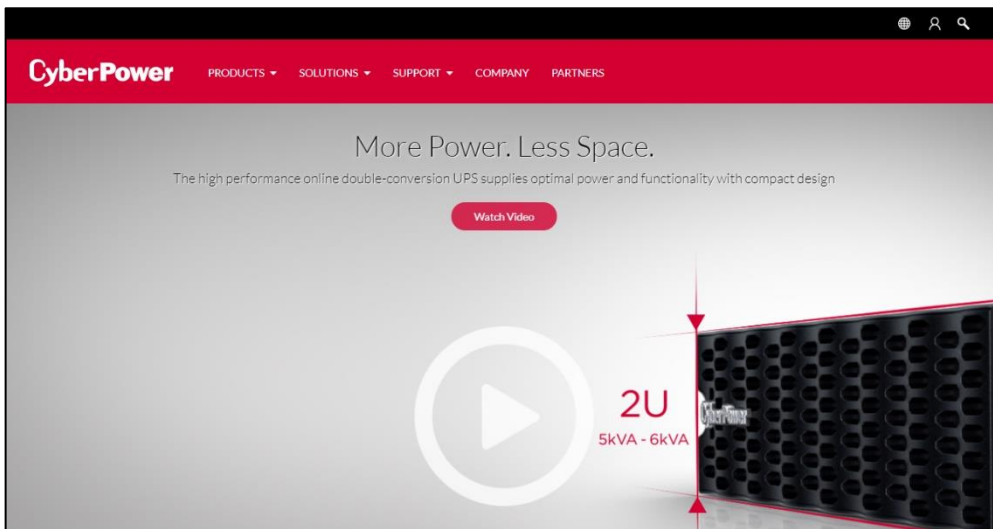 CyberPower
PRODUCTS SOLUTIONS SUPPORT COMPANY PARTNERS
More Power. Less Space.
The high performance online double-conversion UPS supplies optimal power and functionality with compact design
Watch Video
2U
5kVA - 6kVA
CyberPower